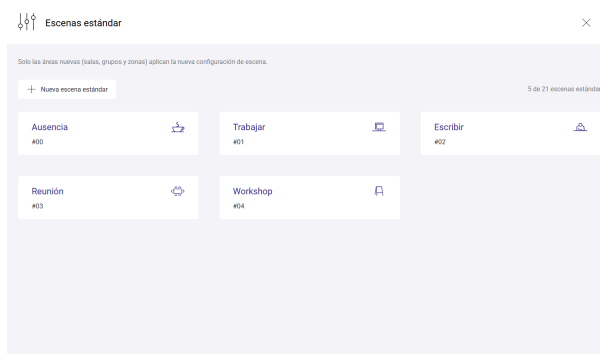 Escenas estándar
Solo las áreas nuevas (salas, grupos y zonas) aplican la nueva configuración de escena.
Nueva escena estándar
5 de 21 escenas estándar
Ausencia
#00
Trabajar
#01
Escribir
#02
Reunión
#03
Workshop
#04